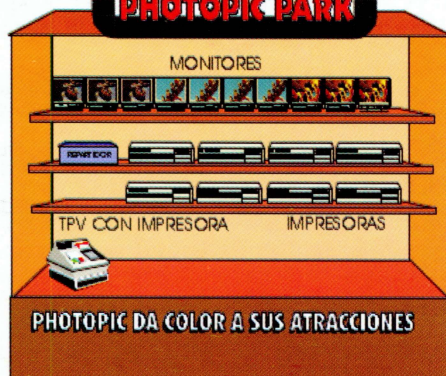 PHOTOPIC PARK
MONITORES
REPARTIDOR
TPV CON IMPRESORA IMPRESORAS
PHOTOPIC DA COLOR A SUS ATRACCIONES